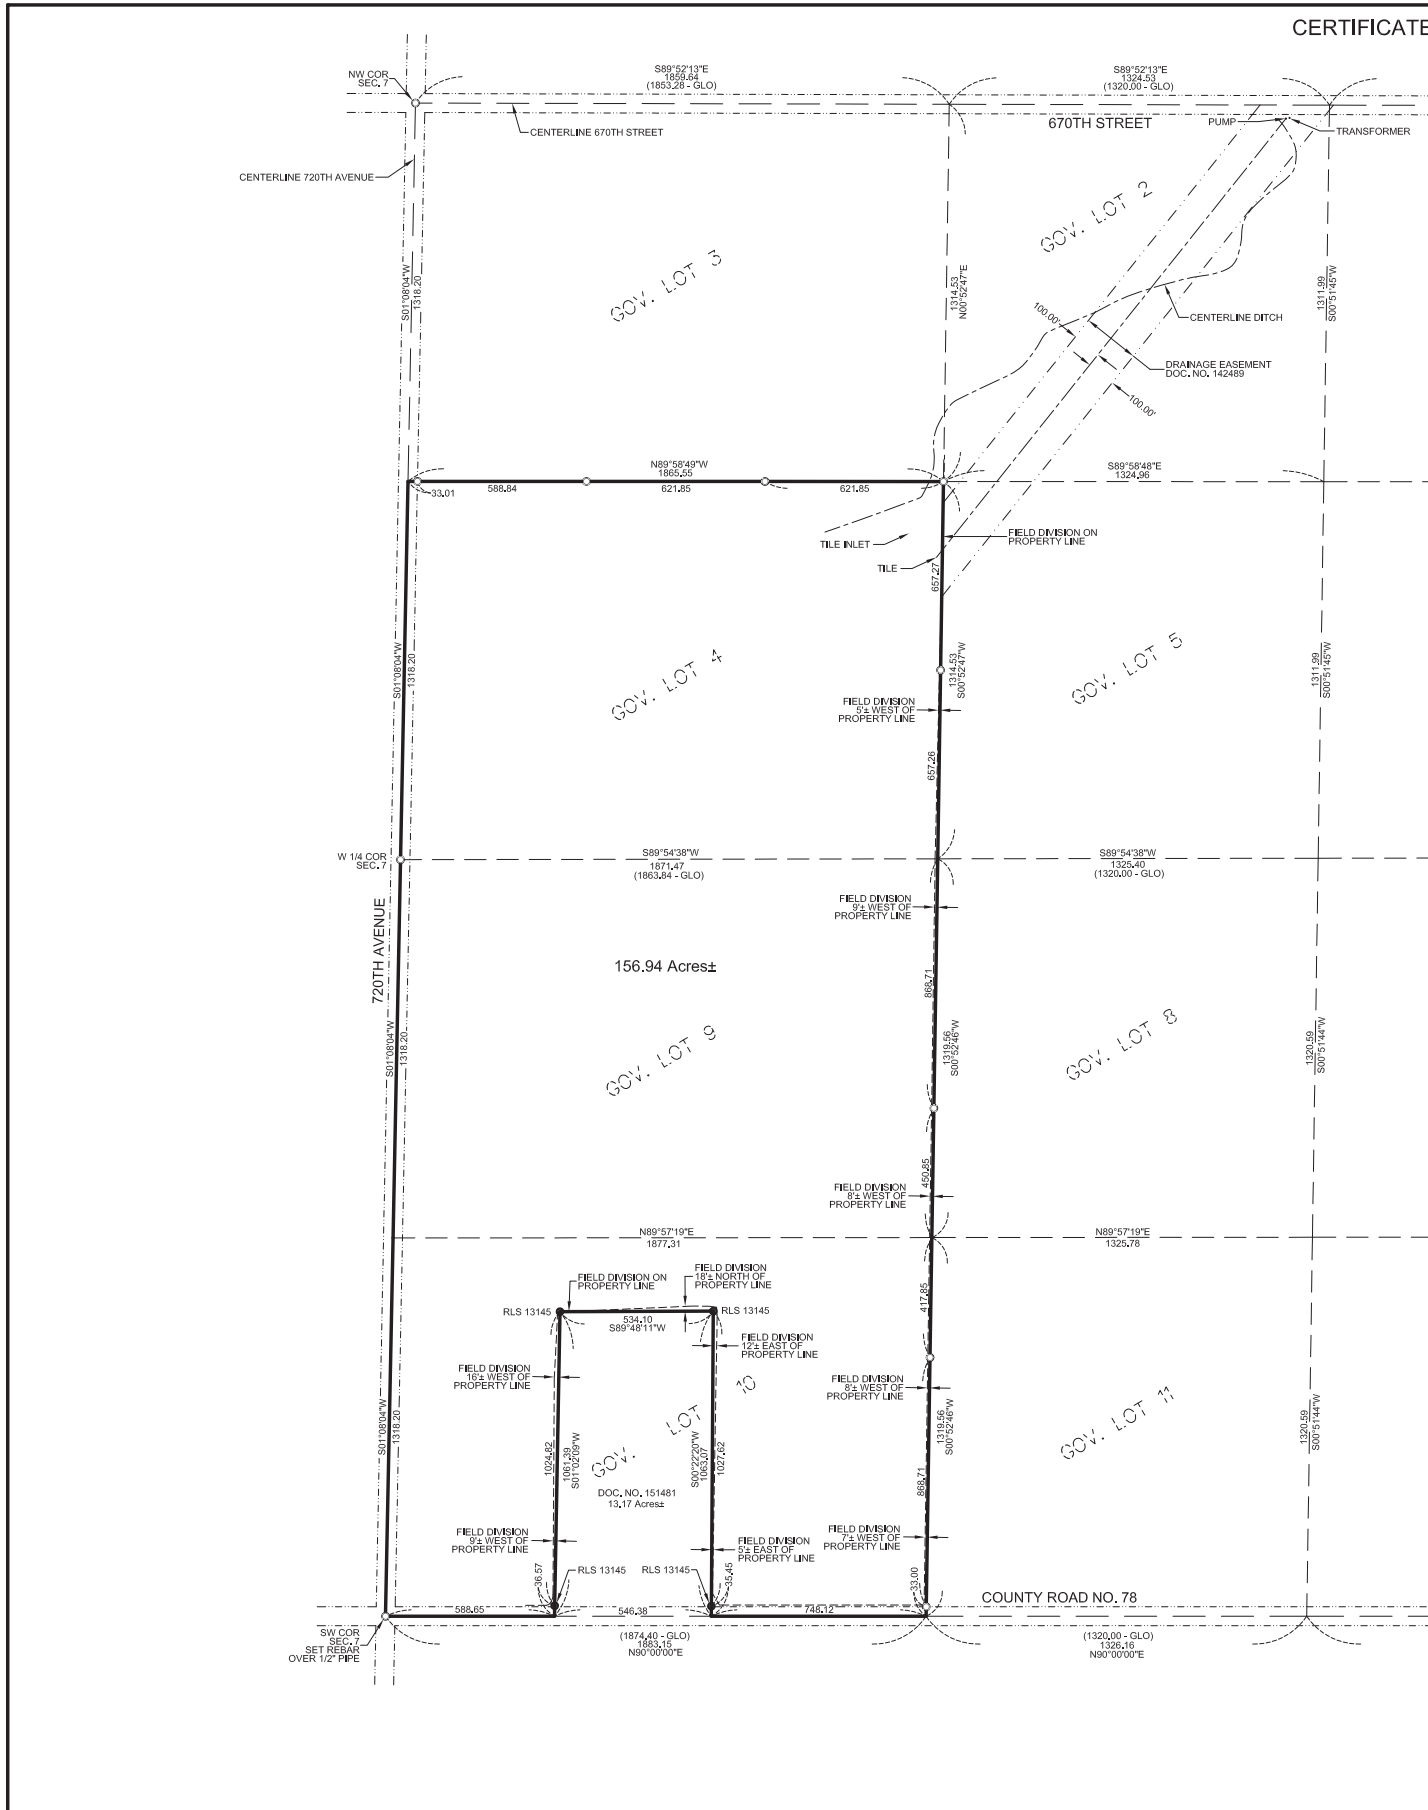 CERTIFICATE
NW COR
SEC. 7
S89°52'13"E
1859.64
(1853.28 - GLO)
S89°52'13"E
1324.53
(1320.00 - GLO)
CENTERLINE 670TH STREET
670TH STREET
PUMP
TRANSFORMER
CENTERLINE 720TH AVENUE
GOV. LOT 3
GOV. LOT 2
S01°08'04"W
1318.20
1314.53
N00°52'47"E
1311.99
S00°51'45"W
100.00'
CENTERLINE DITCH
DRAINAGE EASEMENT
DOC. NO. 142489
100.00'
N89°58'49"W
1865.55
33.01
588.84
621.85
621.85
S89°58'48"E
1324.96
TILE INLET
TILE
FIELD DIVISION ON
PROPERTY LINE
657.27
GOV. LOT 4
GOV. LOT 5
S01°08'04"W
1318.20
1314.53
S00°52'47"W
1311.99
S00°51'45"W
FIELD DIVISION
5'± WEST OF
PROPERTY LINE
657.26
W 1/4 COR
SEC. 7
S89°54'38"W
1871.47
(1863.84 - GLO)
S89°54'38"W
1325.40
(1320.00 - GLO)
FIELD DIVISION
9'± WEST OF
PROPERTY LINE
720TH AVENUE
156.94 Acres±
868.71
GOV. LOT 9
GOV. LOT 8
S01°08'04"W
1318.20
1319.56
S00°52'46"W
1320.59
S00°51'44"W
450.85
FIELD DIVISION
8'± WEST OF
PROPERTY LINE
N89°57'19"E
1877.31
N89°57'19"E
1325.78
FIELD DIVISION ON
PROPERTY LINE
FIELD DIVISION
18'± NORTH OF
PROPERTY LINE
RLS 13145
RLS 13145
534.10
S89°48'11"W
417.85
FIELD DIVISION
12'± EAST OF
PROPERTY LINE
FIELD DIVISION
16'± WEST OF
PROPERTY LINE
FIELD DIVISION
8'± WEST OF
PROPERTY LINE
GOV. LOT 10
GOV. LOT 11
S01°08'04"W
1318.20
1024.82
1061.39
S01°02'09"W
S00°22'20"W
1063.07
1027.62
1319.56
S00°52'46"W
1320.59
S00°51'44"W
DOC. NO. 151481
13.17 Acres±
868.71
FIELD DIVISION
9'± WEST OF
PROPERTY LINE
FIELD DIVISION
5'± EAST OF
PROPERTY LINE
FIELD DIVISION
7'± WEST OF
PROPERTY LINE
36.57
RLS 13145
RLS 13145
35.45
33.00
COUNTY ROAD NO. 78
588.65
546.38
748.12
SW COR
SEC. 7
SET REBAR
OVER 1/2" PIPE
(1874.40 - GLO)
1883.15
N90°00'00"E
(1320.00 - GLO)
1326.16
N90°00'00"E